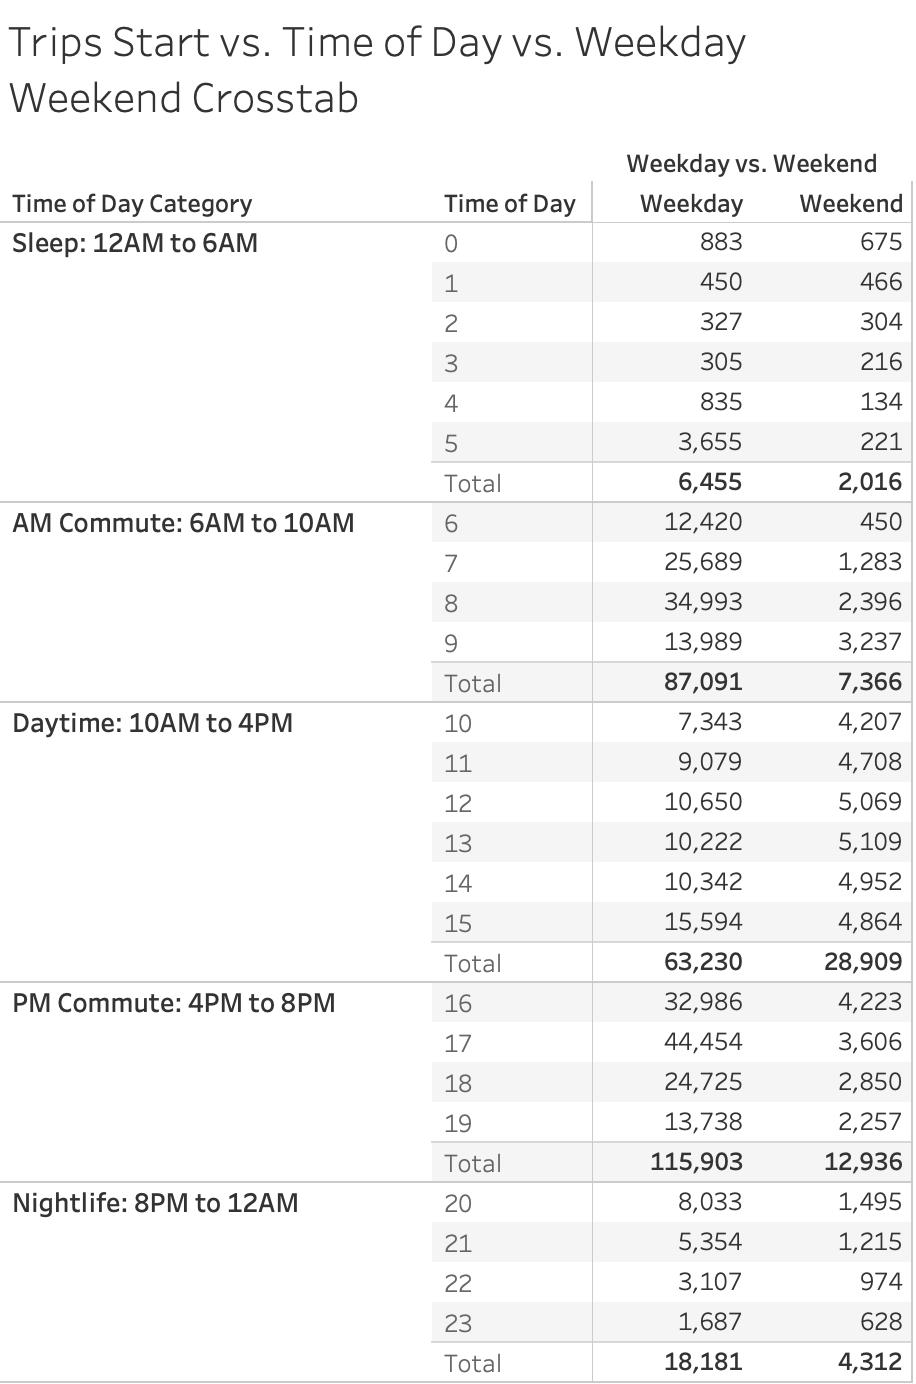 Trips Start vs. Time of Day vs. Weekday
Weekend Crosstab
Weekday vs. Weekend
Time of Day Category Time of Day Weekday Weekend
Sleep: 12AM to 6AM 0 883 675
1 450 466
2 327 304
3 305 216
4 835 134
5 3,655 221
Total 6,455 2,016
AM Commute: 6AM to 10AM 6 12,420 450
7 25,689 1,283
8 34,993 2,396
9 13,989 3,237
Total 87,091 7,366
Daytime: 10AM to 4PM 10 7,343 4,207
11 9,079 4,708
12 10,650 5,069
13 10,222 5,109
14 10,342 4,952
15 15,594 4,864
Total 63,230 28,909
PM Commute: 4PM to 8PM 16 32,986 4,223
17 44,454 3,606
18 24,725 2,850
19 13,738 2,257
Total 115,903 12,936
Nightlife: 8PM to 12AM 20 8,033 1,495
21 5,354 1,215
22 3,107 974
23 1,687 628
Total 18,181 4,312